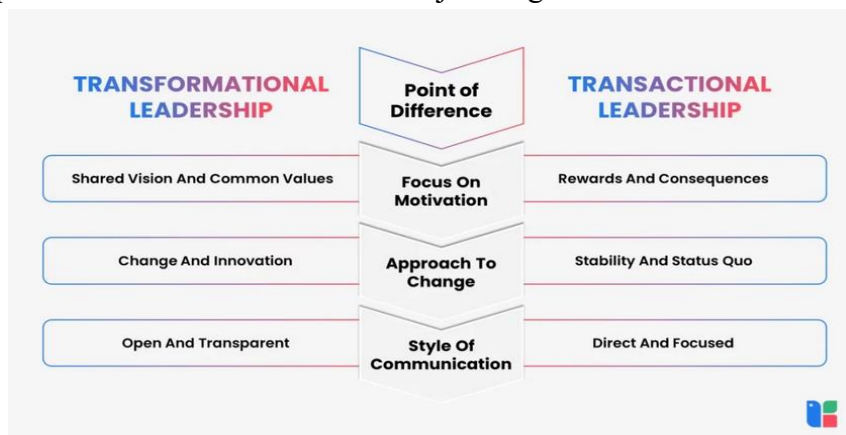 TRANSFORMATIONAL
LEADERSHIP
Point of
Difference
TRANSACTIONAL
LEADERSHIP
Shared Vision And Common Values
Focus On
Motivation
Rewards And Consequences
Change And Innovation
Approach To
Change
Stability And Status Quo
Open And Transparent
Style Of
Communication
Direct And Focused